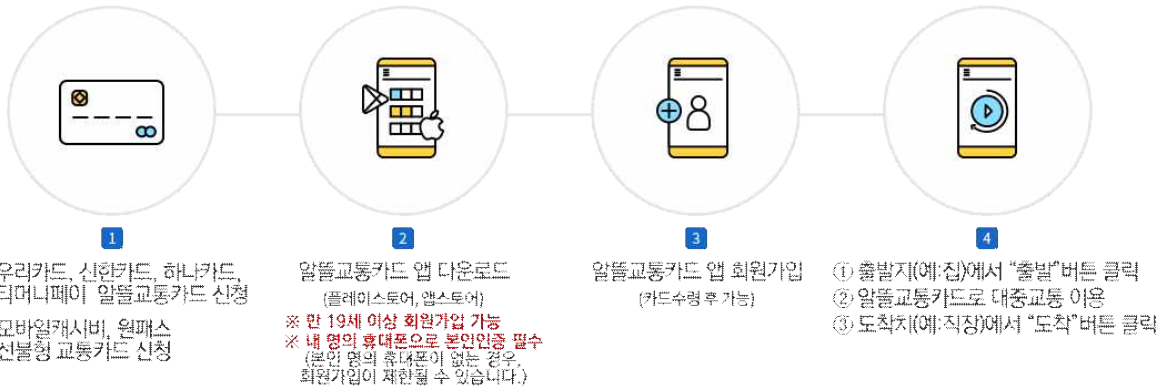 1
우리카드, 신한카드, 하나카드,
티머니페이 알뜰교통카드 신청
모바일캐시비, 원패스
선불형 교통카드 신청
2
알뜰교통카드 앱 다운로드
(플레이스토어, 앱스토어)
※ 만 19세 이상 회원가입 가능
※ 내 명의 휴대폰으로 본인인증 필수
(본인 명의 휴대폰이 없는 경우,
회원가입이 제한될 수 있습니다.)
3
알뜰교통카드 앱 회원가입
(카드수령 후 가능)
4
① 출발지(예:집)에서 “출발”버튼 클릭
② 알뜰교통카드로 대중교통 이용
③ 도착지(예:직장)에서 “도착”버튼 클릭